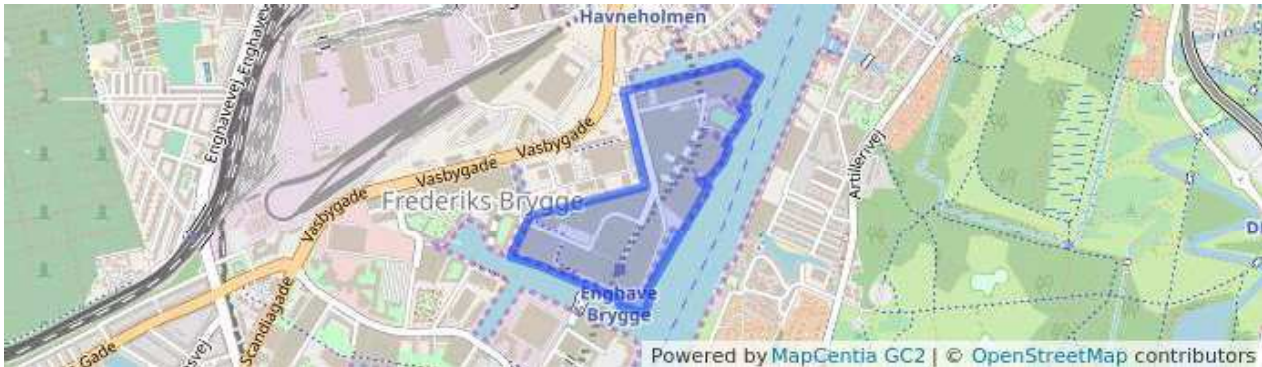 Havneholmen
Enghavevej
Enghavevej
Vasbygade
Vasbygade
Artillerivej
Frederiks Brygge
Vasbygade
Enghave
Brygge
Scandiagade
Gade
Powered by MapCentia GC2 | © OpenStreetMap contributors